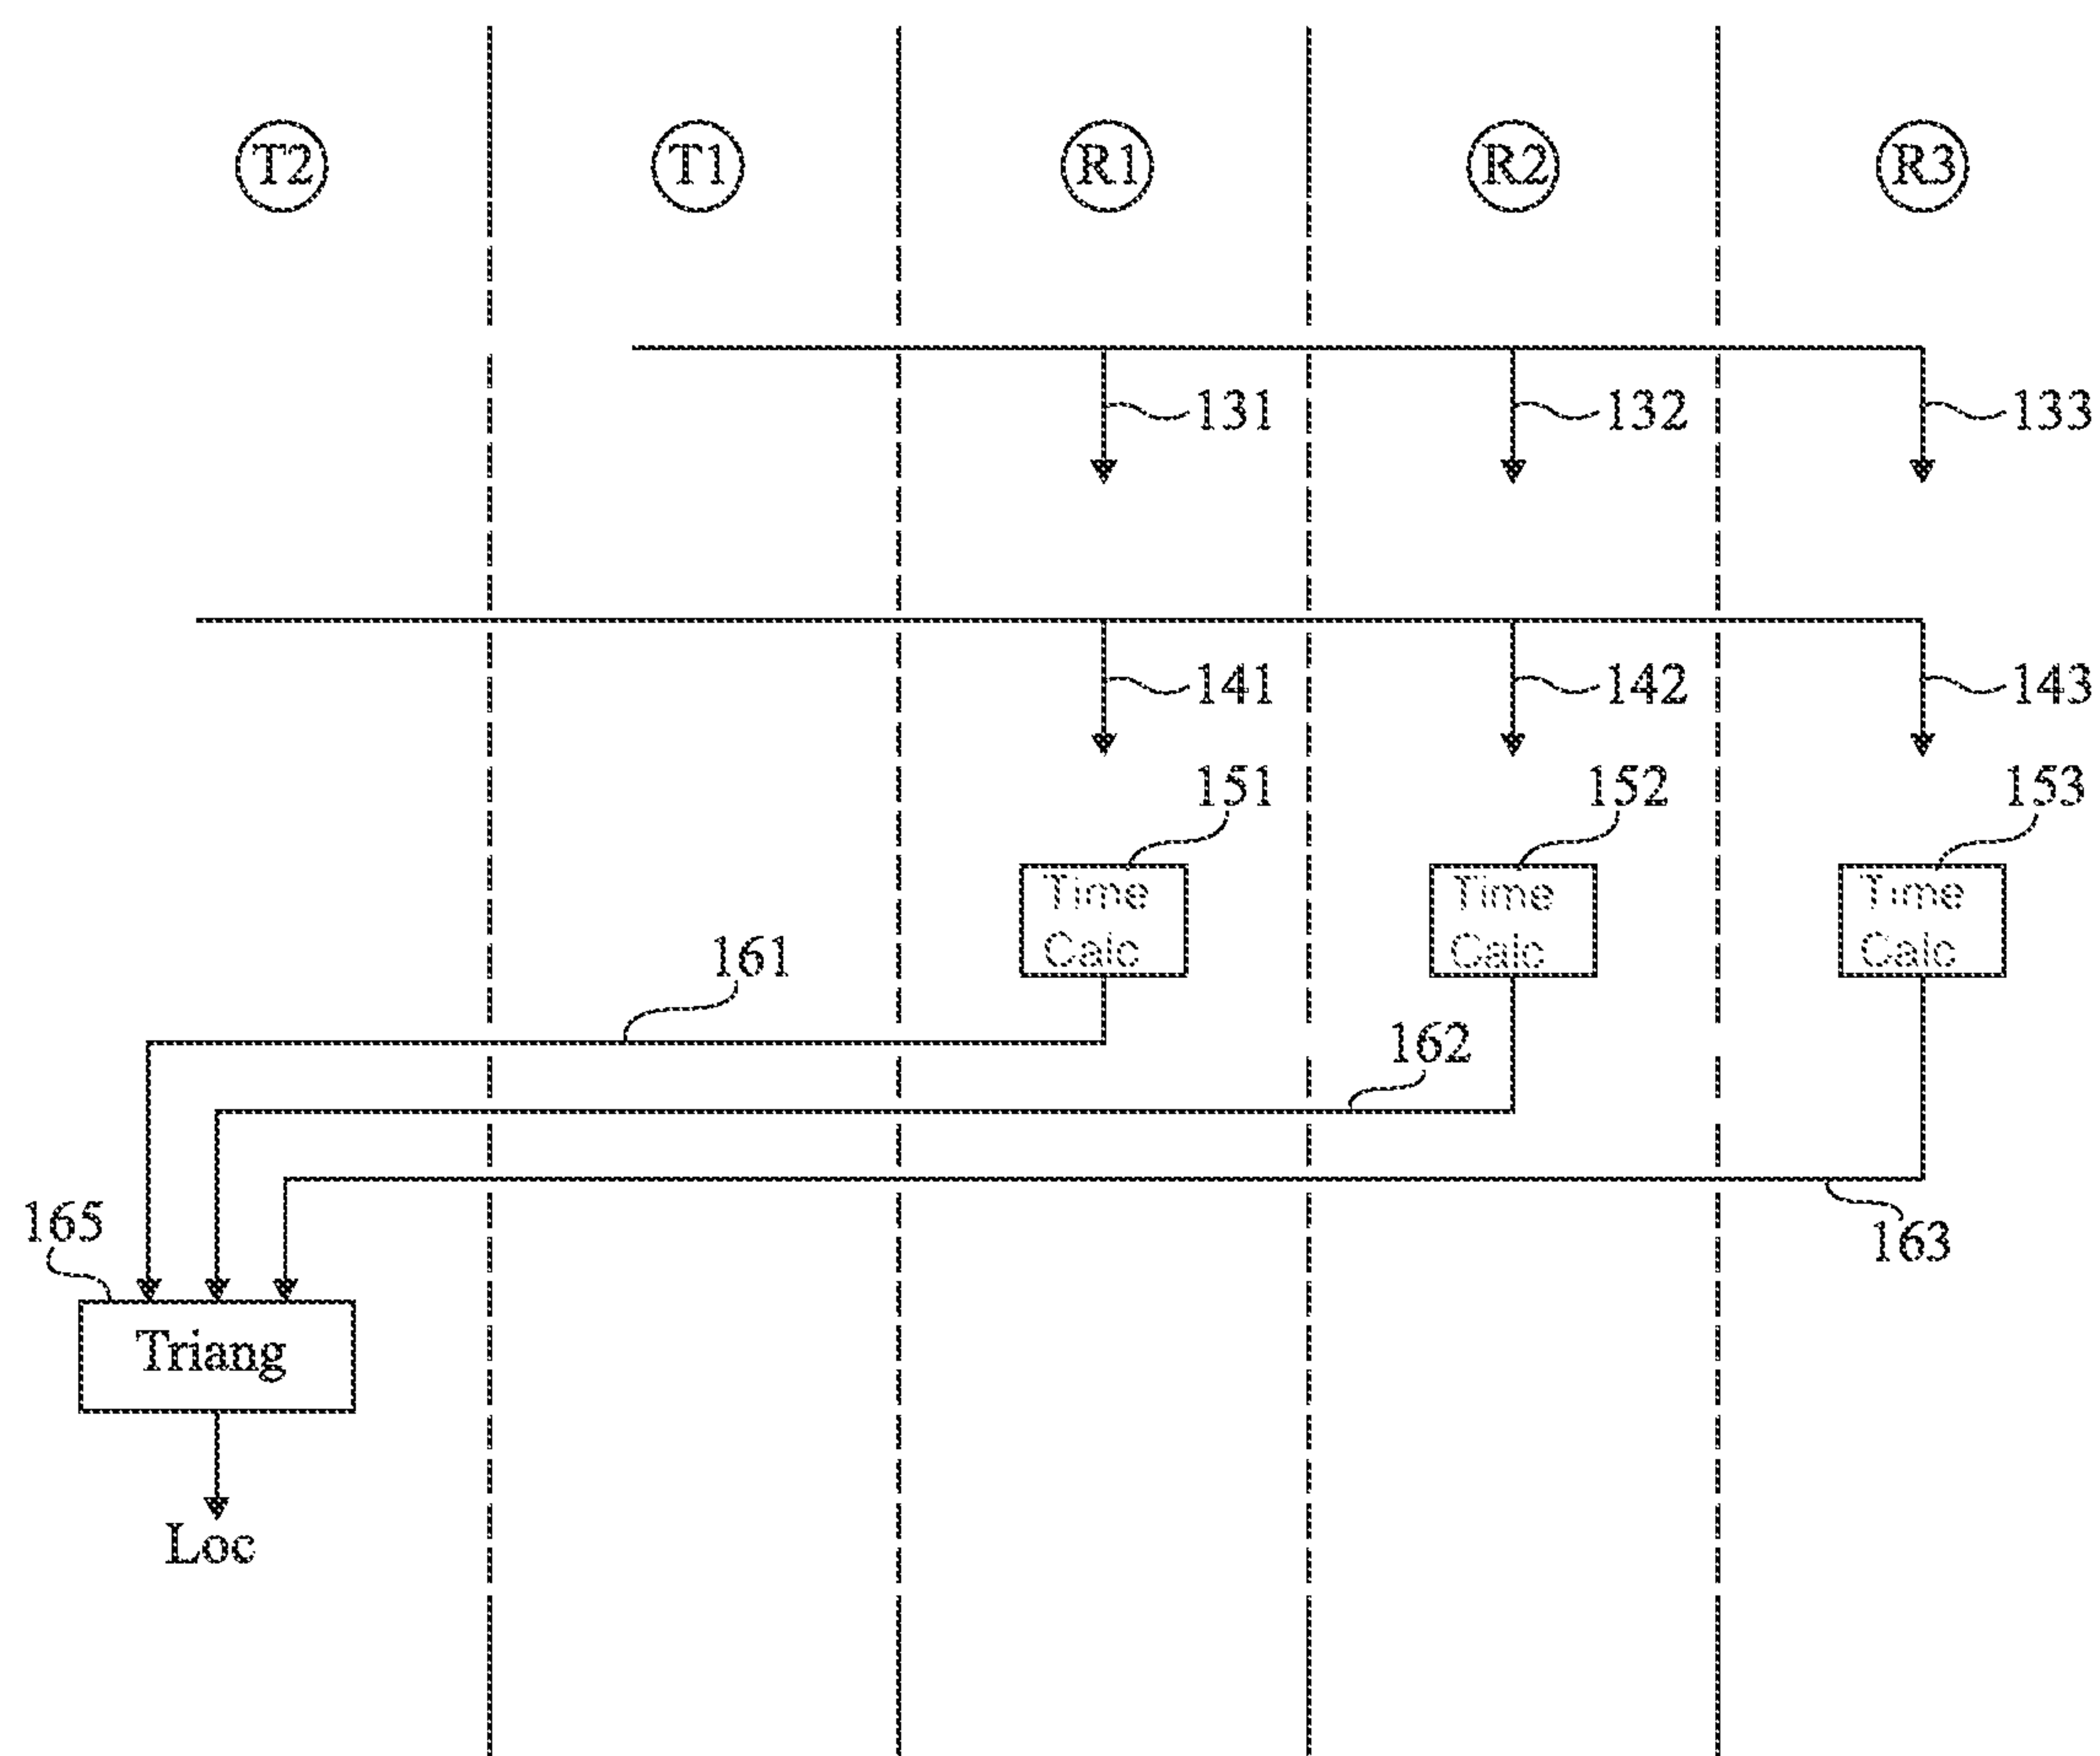 T2 T1 R1 R2 R3
131 132 133
141 142 143
151 152 153
Time Time Time
Calc Calc Calc
161
162
165
163
Triang
Loc